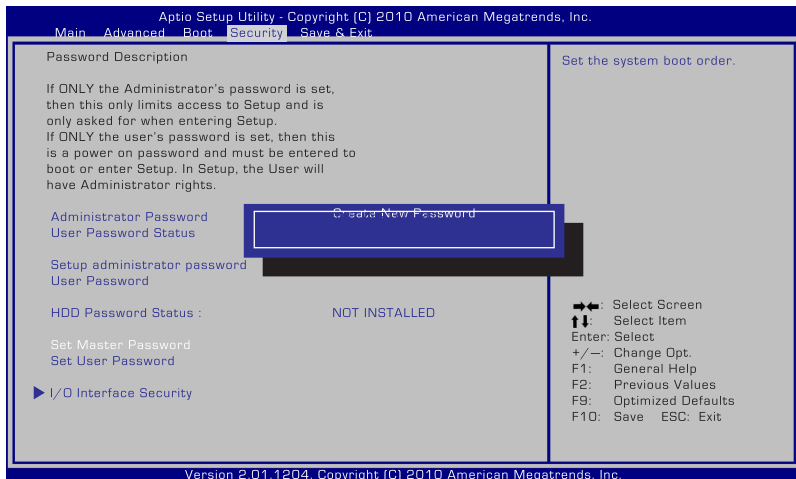 Aptio Setup Utility - Copyright (C) 2010 American Megatrends, Inc.
Main Advanced Boot Security Save & Exit
Password Description
If ONLY the Administrator's password is set,
then this only limits access to Setup and is
only asked for when entering Setup.
If ONLY the user's password is set, then this
is a power on password and must be entered to
boot or enter Setup. In Setup, the User will
have Administrator rights.
Administrator Password
User Password Status
Setup administrator password
User Password
HDD Password Status : NOT INSTALLED
Set Master Password
Set User Password
I/O Interface Security
Create New Password
Set the system boot order.
→←: Select Screen
↑↓: Select Item
Enter: Select
+/—: Change Opt.
F1: General Help
F2: Previous Values
F9: Optimized Defaults
F10: Save ESC: Exit
Version 2.01.1204. Copyright (C) 2010 American Megatrends, Inc.